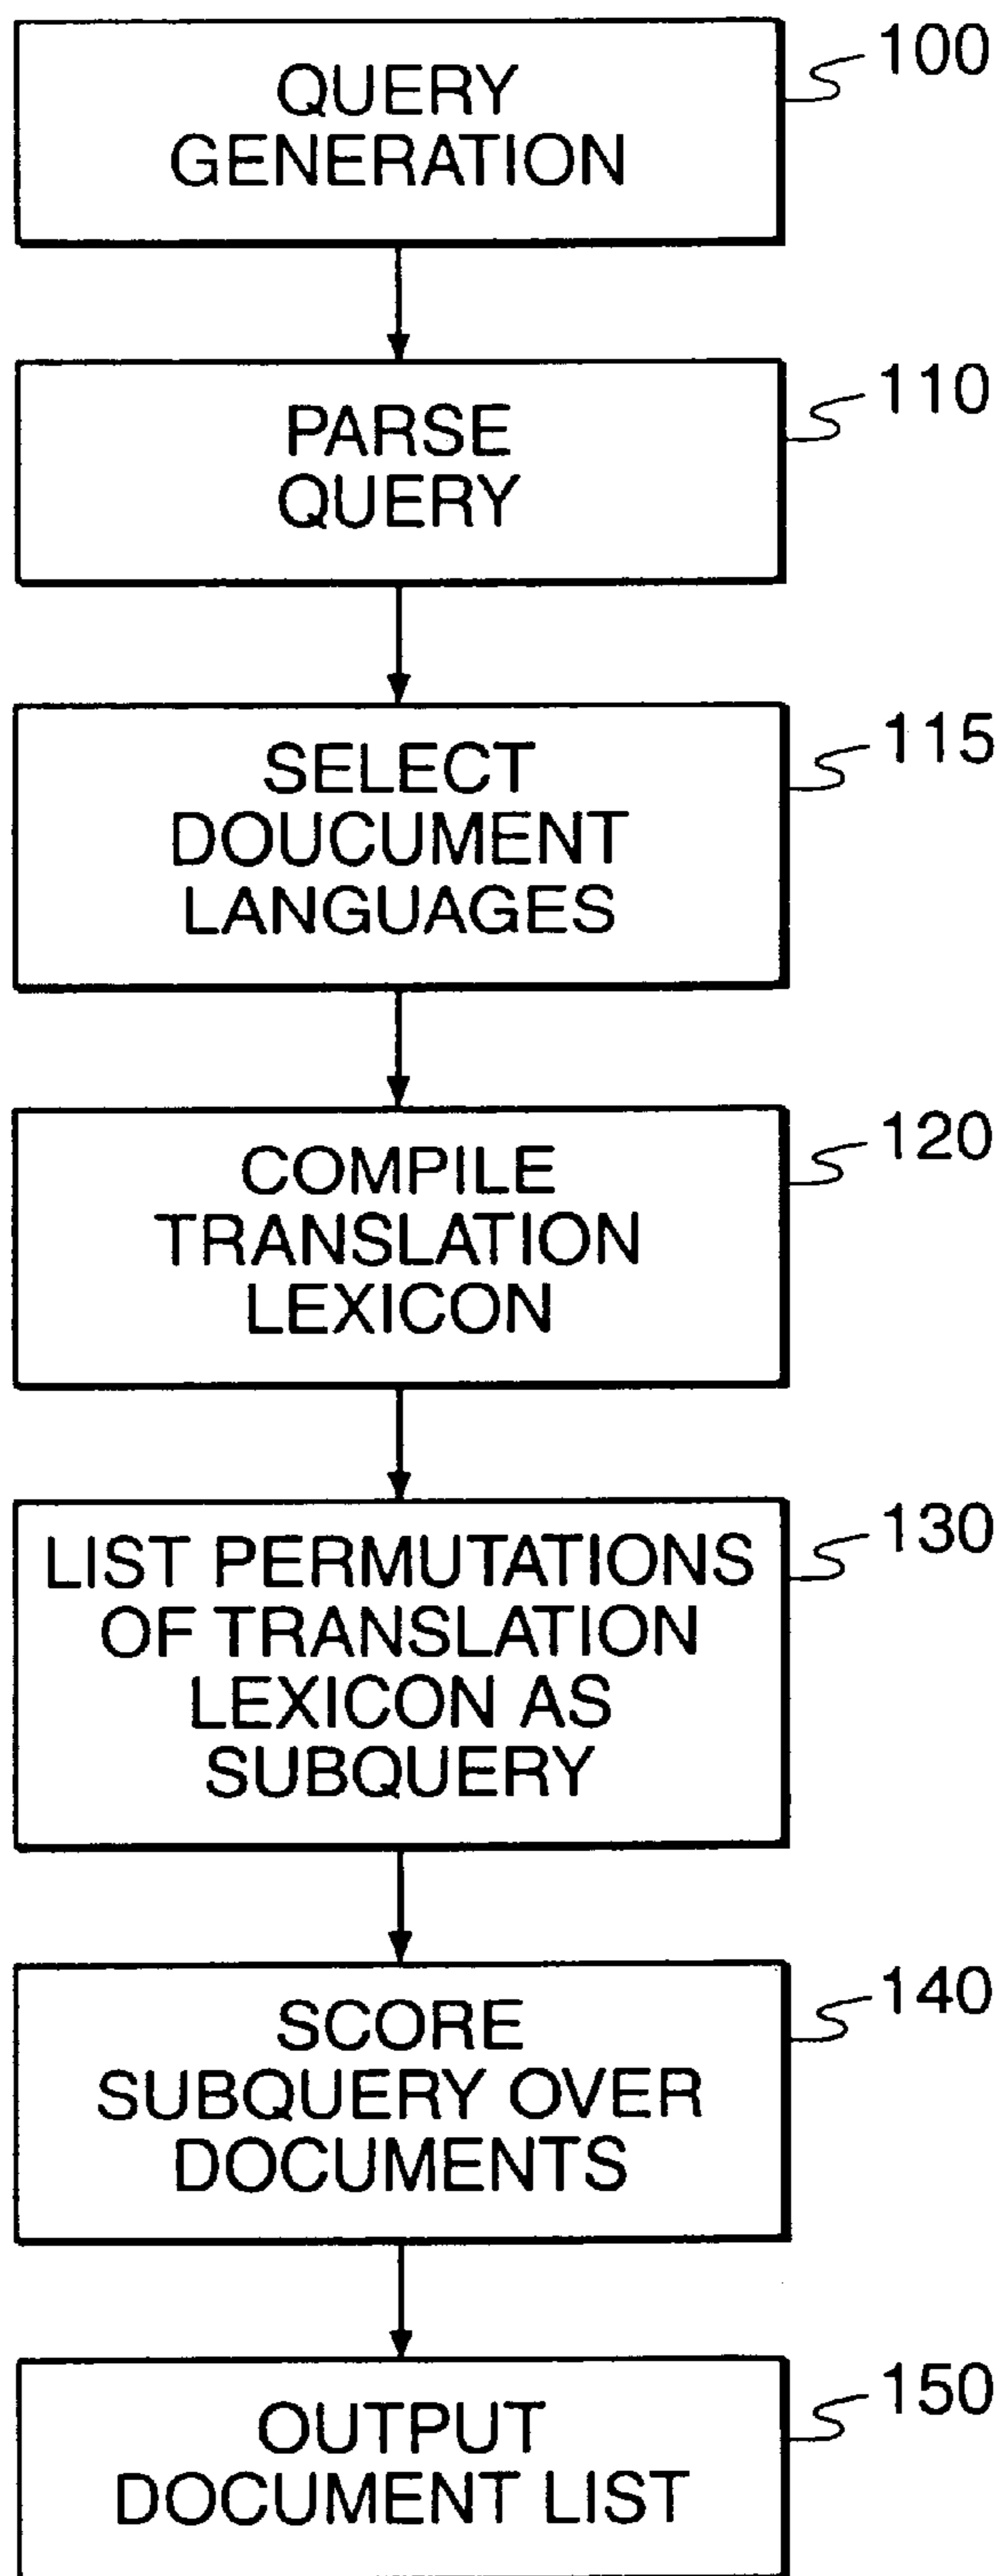 QUERY
GENERATION
100
PARSE
QUERY
110
SELECT
DOUCUMENT
LANGUAGES
115
COMPILE
TRANSLATION
LEXICON
120
LIST PERMUTATIONS
OF TRANSLATION
LEXICON AS
SUBQUERY
130
SCORE
SUBQUERY OVER
DOCUMENTS
140
OUTPUT
DOCUMENT LIST
150